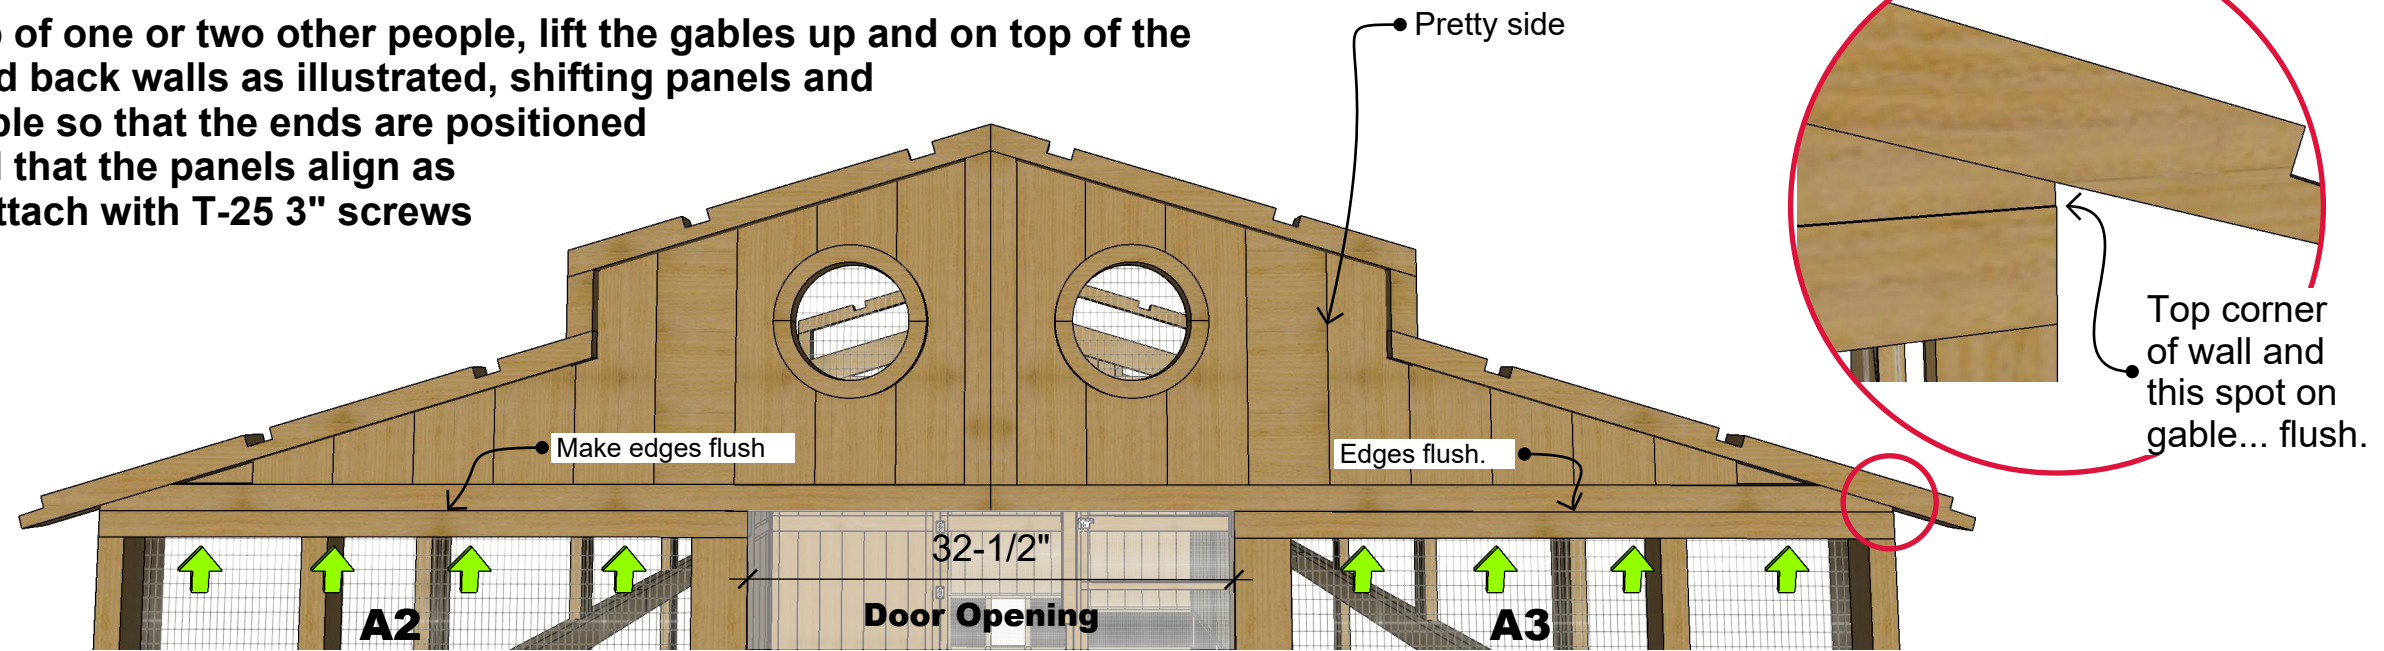 of one or two other people, lift the gables up and on top of the
back walls as illustrated, shifting panels and
so that the ends are positioned
that the panels align as
with T-25 3" screws
Pretty side
Make edges flush
Edges flush.
Top corner
of wall and
this spot on
gable... flush.
32-1/2"
Door Opening
A2
A3